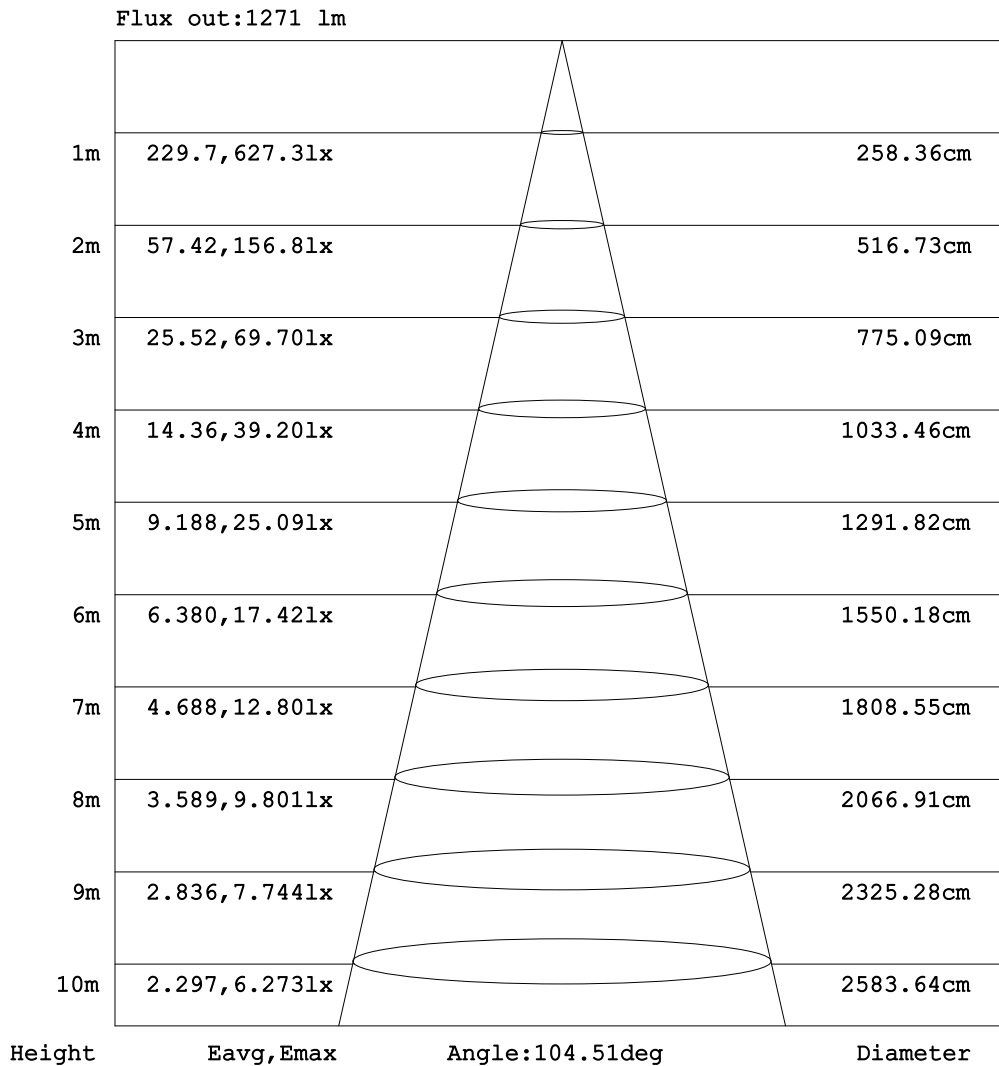 Flux out:1271 lm
1m 229.7,627.3lx 258.36cm
2m 57.42,156.8lx 516.73cm
3m 25.52,69.70lx 775.09cm
4m 14.36,39.20lx 1033.46cm
5m 9.188,25.09lx 1291.82cm
6m 6.380,17.42lx 1550.18cm
7m 4.688,12.80lx 1808.55cm
8m 3.589,9.801lx 2066.91cm
9m 2.836,7.744lx 2325.28cm
10m 2.297,6.273lx 2583.64cm
Height Eavg,Emax Angle:104.51deg Diameter